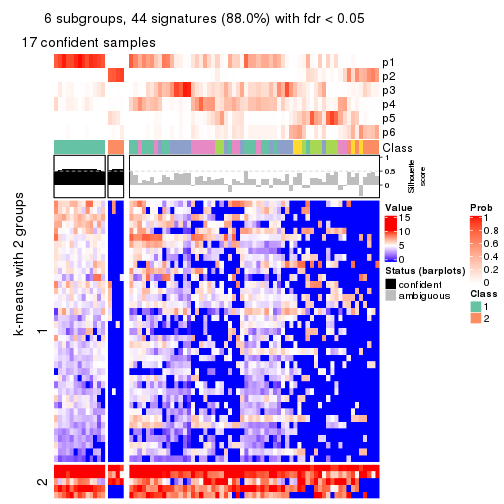 6 subgroups, 44 signatures (88.0%) with fdr < 0.05
17 confident samples
p1
p2
p3
p4
p5
p6
Class
1
0.5
0
Silhouette
score
k-means with 2 groups
1
2
Value
15
10
5
0
Status (barplots)
confident
ambiguous
Prob
1
0.8
0.6
0.4
0.2
0
Class
1
2